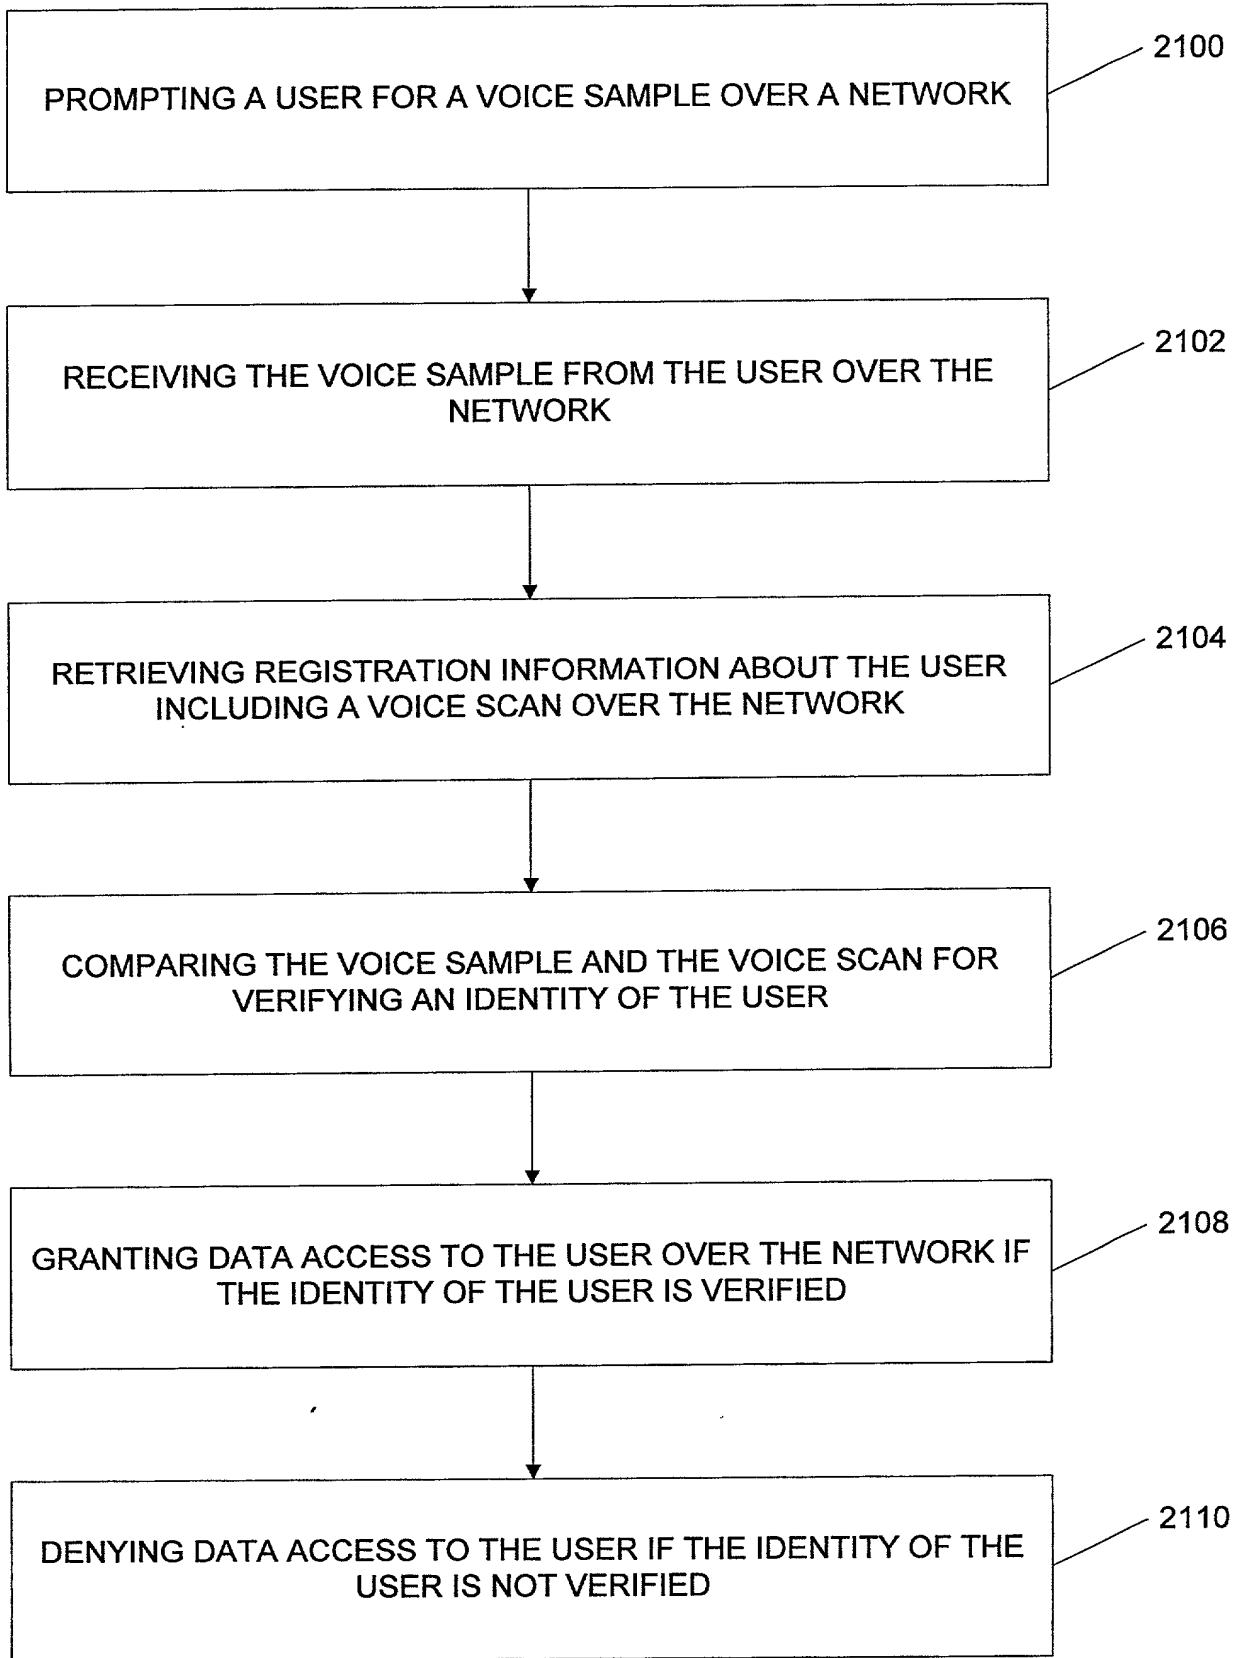 PROMPTING A USER FOR A VOICE SAMPLE OVER A NETWORK
2100
RECEIVING THE VOICE SAMPLE FROM THE USER OVER THE
NETWORK
2102
RETRIEVING REGISTRATION INFORMATION ABOUT THE USER
INCLUDING A VOICE SCAN OVER THE NETWORK
2104
COMPARING THE VOICE SAMPLE AND THE VOICE SCAN FOR
VERIFYING AN IDENTITY OF THE USER
2106
GRANTING DATA ACCESS TO THE USER OVER THE NETWORK IF
THE IDENTITY OF THE USER IS VERIFIED
2108
DENYING DATA ACCESS TO THE USER IF THE IDENTITY OF THE
USER IS NOT VERIFIED
2110